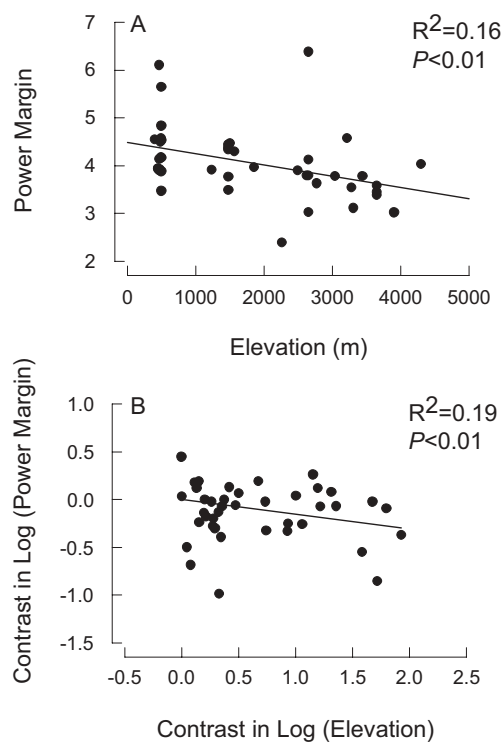 A
R²=0.16
P<0.01
7
6
5
4
3
2
Power Margin
0 1000 2000 3000 4000 5000
Elevation (m)
B
R²=0.19
P<0.01
1.0
0.5
0.0
-0.5
-1.0
-1.5
Contrast in Log (Power Margin)
-0.5 0.0 0.5 1.0 1.5 2.0 2.5
Contrast in Log (Elevation)